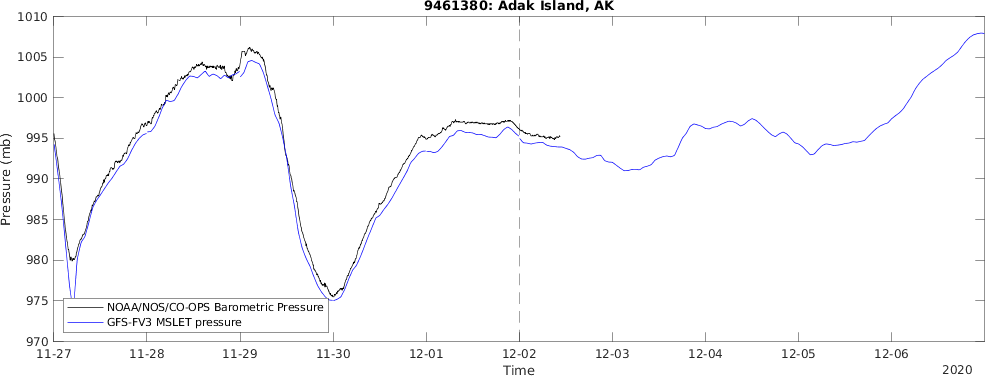 9461380: Adak Island, AK
1010
1005
1000
995
990
985
980
975
970
Pressure (mb)
NOAA/NOS/CO-OPS Barometric Pressure
GFS-FV3 MSLET pressure
11-27 11-28 11-29 11-30 12-01 12-02 12-03 12-04 12-05 12-06
Time
2020